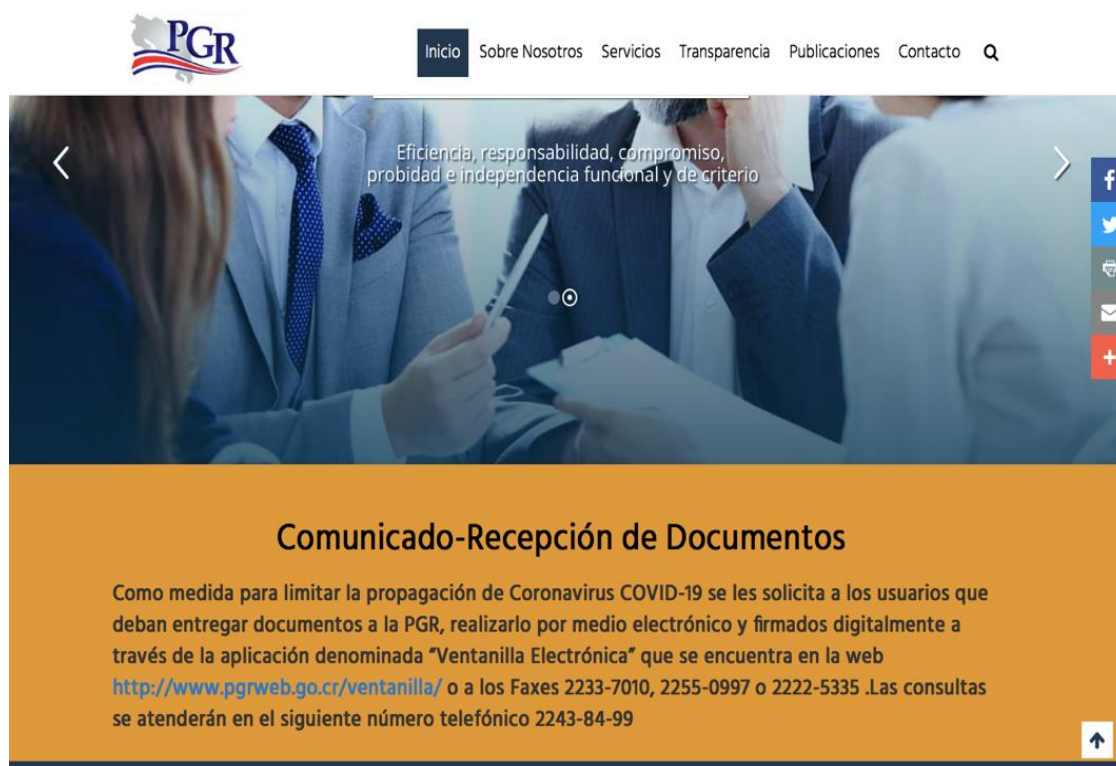 PGR
Inicio Sobre Nosotros Servicios Transparencia Publicaciones Contacto
Eficiencia, responsabilidad, compromiso,
probidad e independencia funcional y de criterio
Comunicado-Recepción de Documentos
Como medida para limitar la propagación de Coronavirus COVID-19 se les solicita a los usuarios que
deban entregar documentos a la PGR, realizarlo por medio electrónico y firmados digitalmente a
través de la aplicación denominada "Ventanilla Electrónica" que se encuentra en la web
http://www.pgrweb.go.cr/ventanilla/ o a los Faxes 2233-7010, 2255-0997 o 2222-5335 .Las consultas
se atenderán en el siguiente número telefónico 2243-84-99